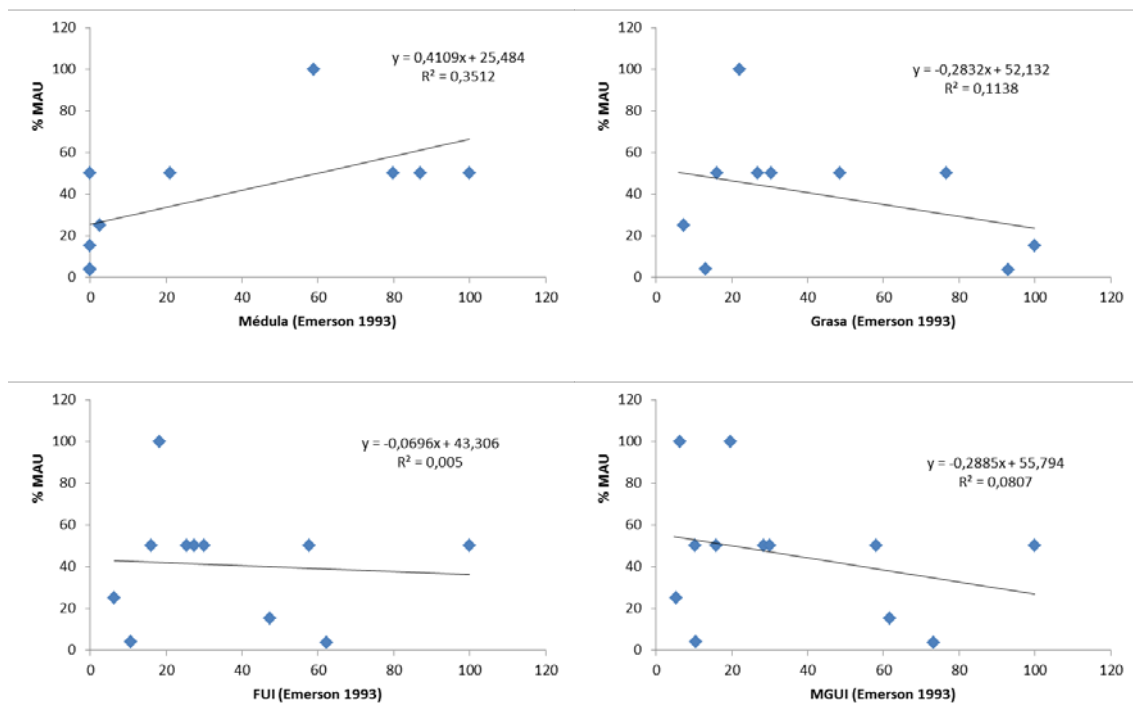 120
100
80
60
40
20
0
% MAU
y = 0,4109x + 25,484
R² = 0,3512
0 20 40 60 80 100 120
Médula (Emerson 1993)
120
100
80
60
40
20
0
% MAU
y = -0,2832x + 52,132
R² = 0,1138
0 20 40 60 80 100 120
Grasa (Emerson 1993)
120
100
80
60
40
20
0
% MAU
y = -0,0696x + 43,306
R² = 0,005
0 20 40 60 80 100 120
FUI (Emerson 1993)
120
100
80
60
40
20
0
% MAU
y = -0,2885x + 55,794
R² = 0,0807
0 20 40 60 80 100 120
MGUI (Emerson 1993)